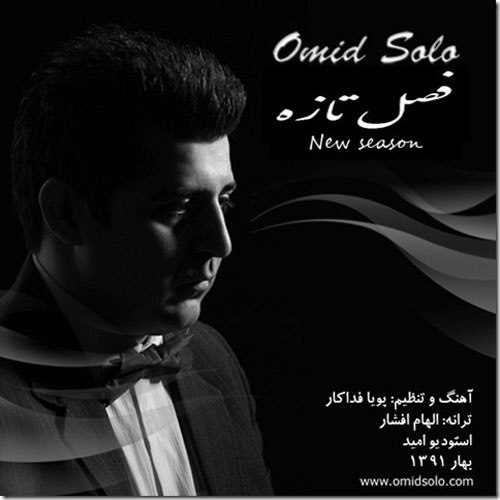 Omid Solo
فصل تازه
New season
آهنگ و تنظیم: پویا فداکار
ترانه: الهام افشار
استودیو امید
بهار ۱۳۹۱
www.omidsolo.com